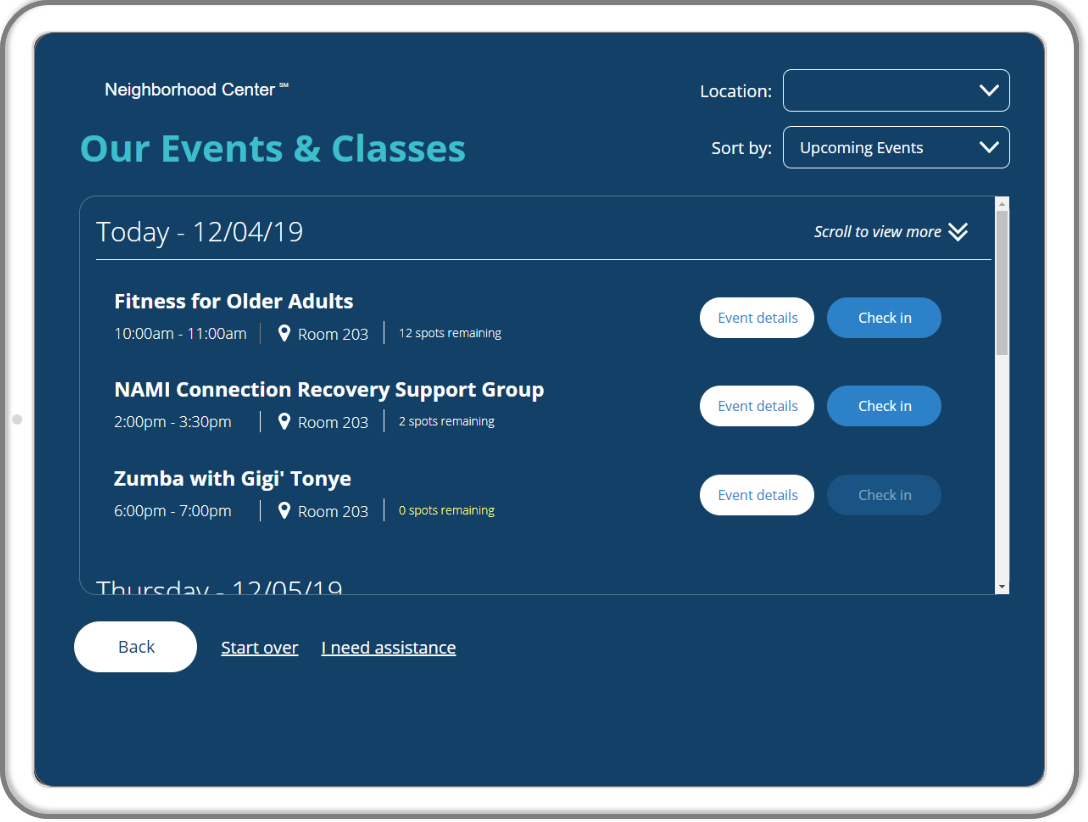 Neighborhood Center ℠
Location:
Our Events & Classes
Sort by: Upcoming Events
Today - 12/04/19
Scroll to view more
Fitness for Older Adults
10:00am - 11:00am | Room 203 | 12 spots remaining
Event details
Check in
NAMI Connection Recovery Support Group
2:00pm - 3:30pm | Room 203 | 2 spots remaining
Event details
Check in
Zumba with Gigi' Tonye
6:00pm - 7:00pm | Room 203 | 0 spots remaining
Event details
Check in
Thursday - 12/05/19
Back
Start over
I need assistance